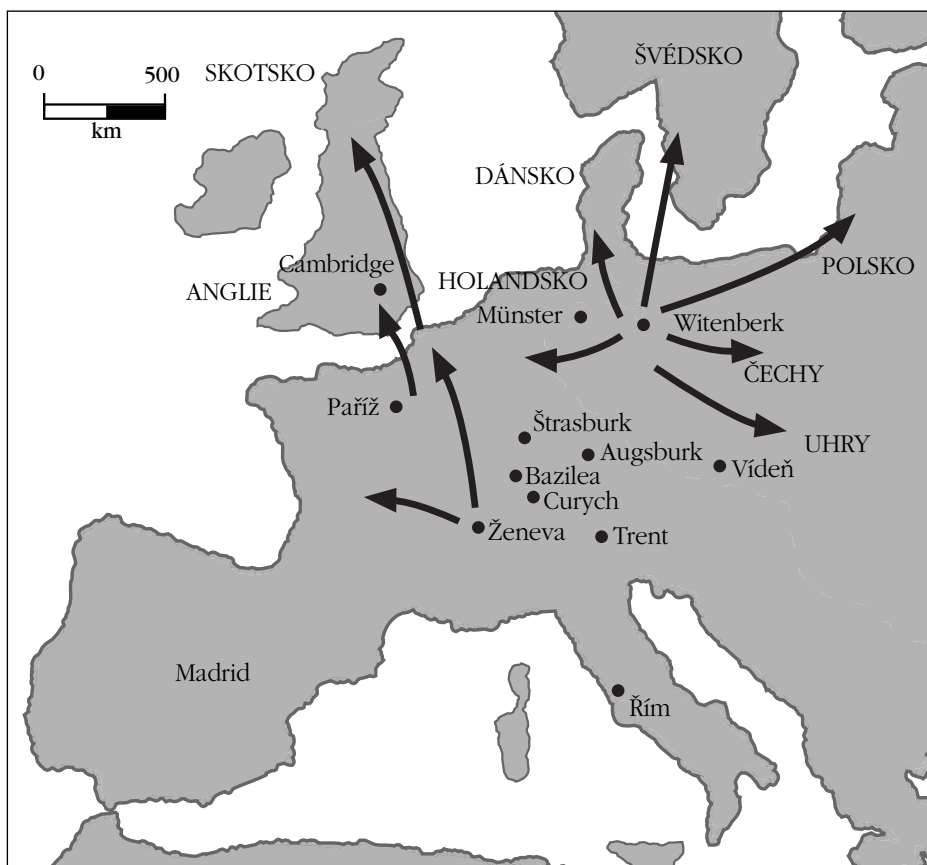 ŠVÉDSKO
SKOTSKO
0 500
km
DÁNSKO
Cambridge
POLSKO
HOLANDSKO
ANGLIE
Münster
Witenberk
ČECHY
Paříž
Štrasburk
UHRY
Augsburk
Vídeň
Bazilea
Curych
Ženeva
Trent
Madrid
Řím